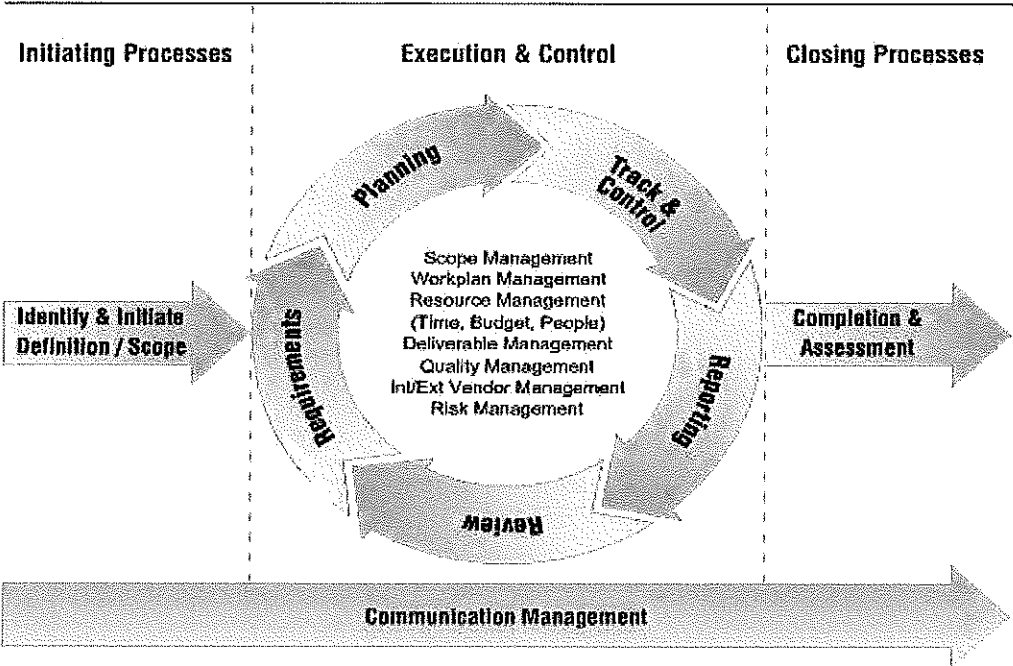 Initiating Processes
Execution & Control
Closing Processes
Planning
Track &
Control
Scope Management
Workplan Management
Resource Management
(Time, Budget, People)
Deliverable Management
Quality Management
Int/Ext Vendor Management
Risk Management
Identify & Initiate
Definition / Scope
Requirements
Reporting
Completion &
Assessment
Review
Communication Management